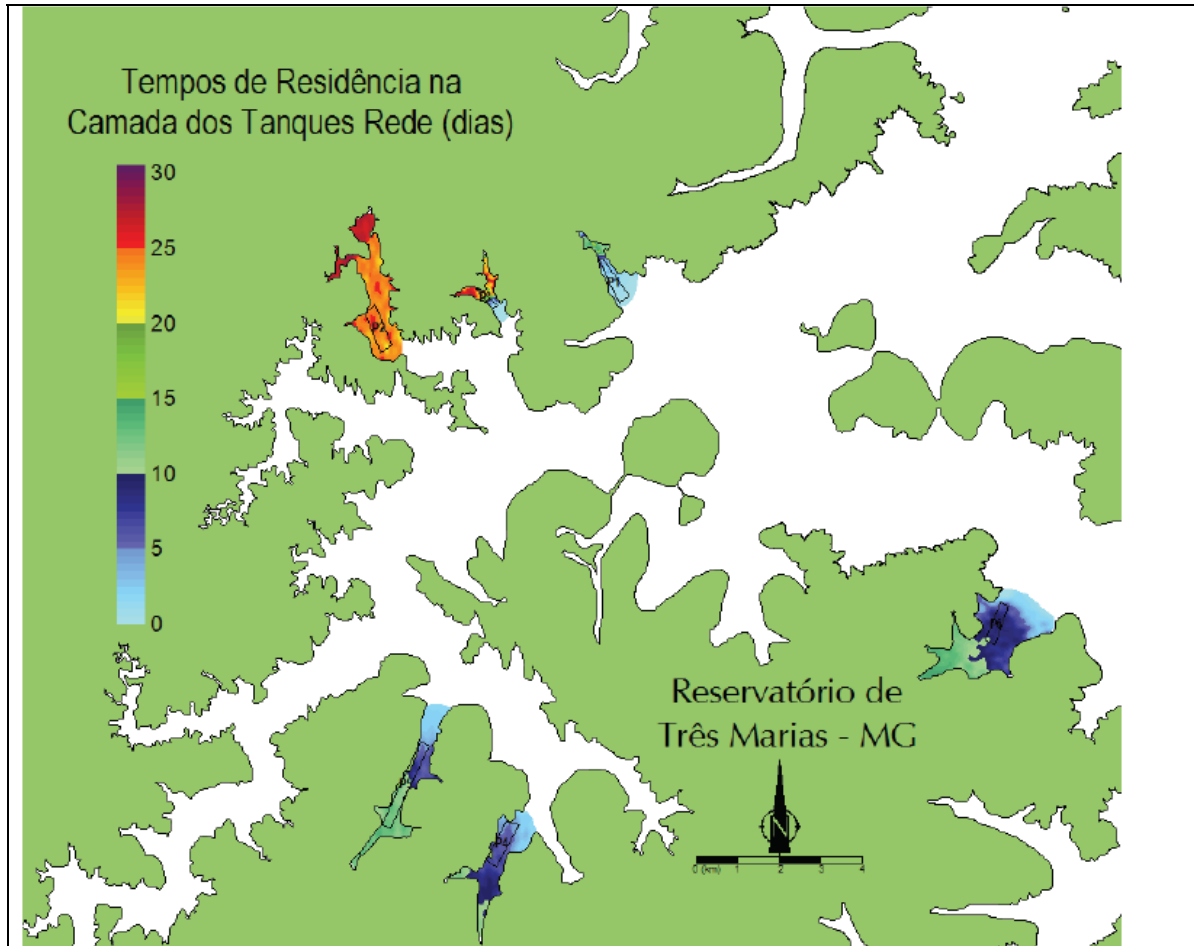 Tempos de Residência na
Camada dos Tanques Rede (dias)
30
25
20
15
10
5
0
P2
Reservatório de
Três Marias - MG
N
0 (km) 1 2 3 4